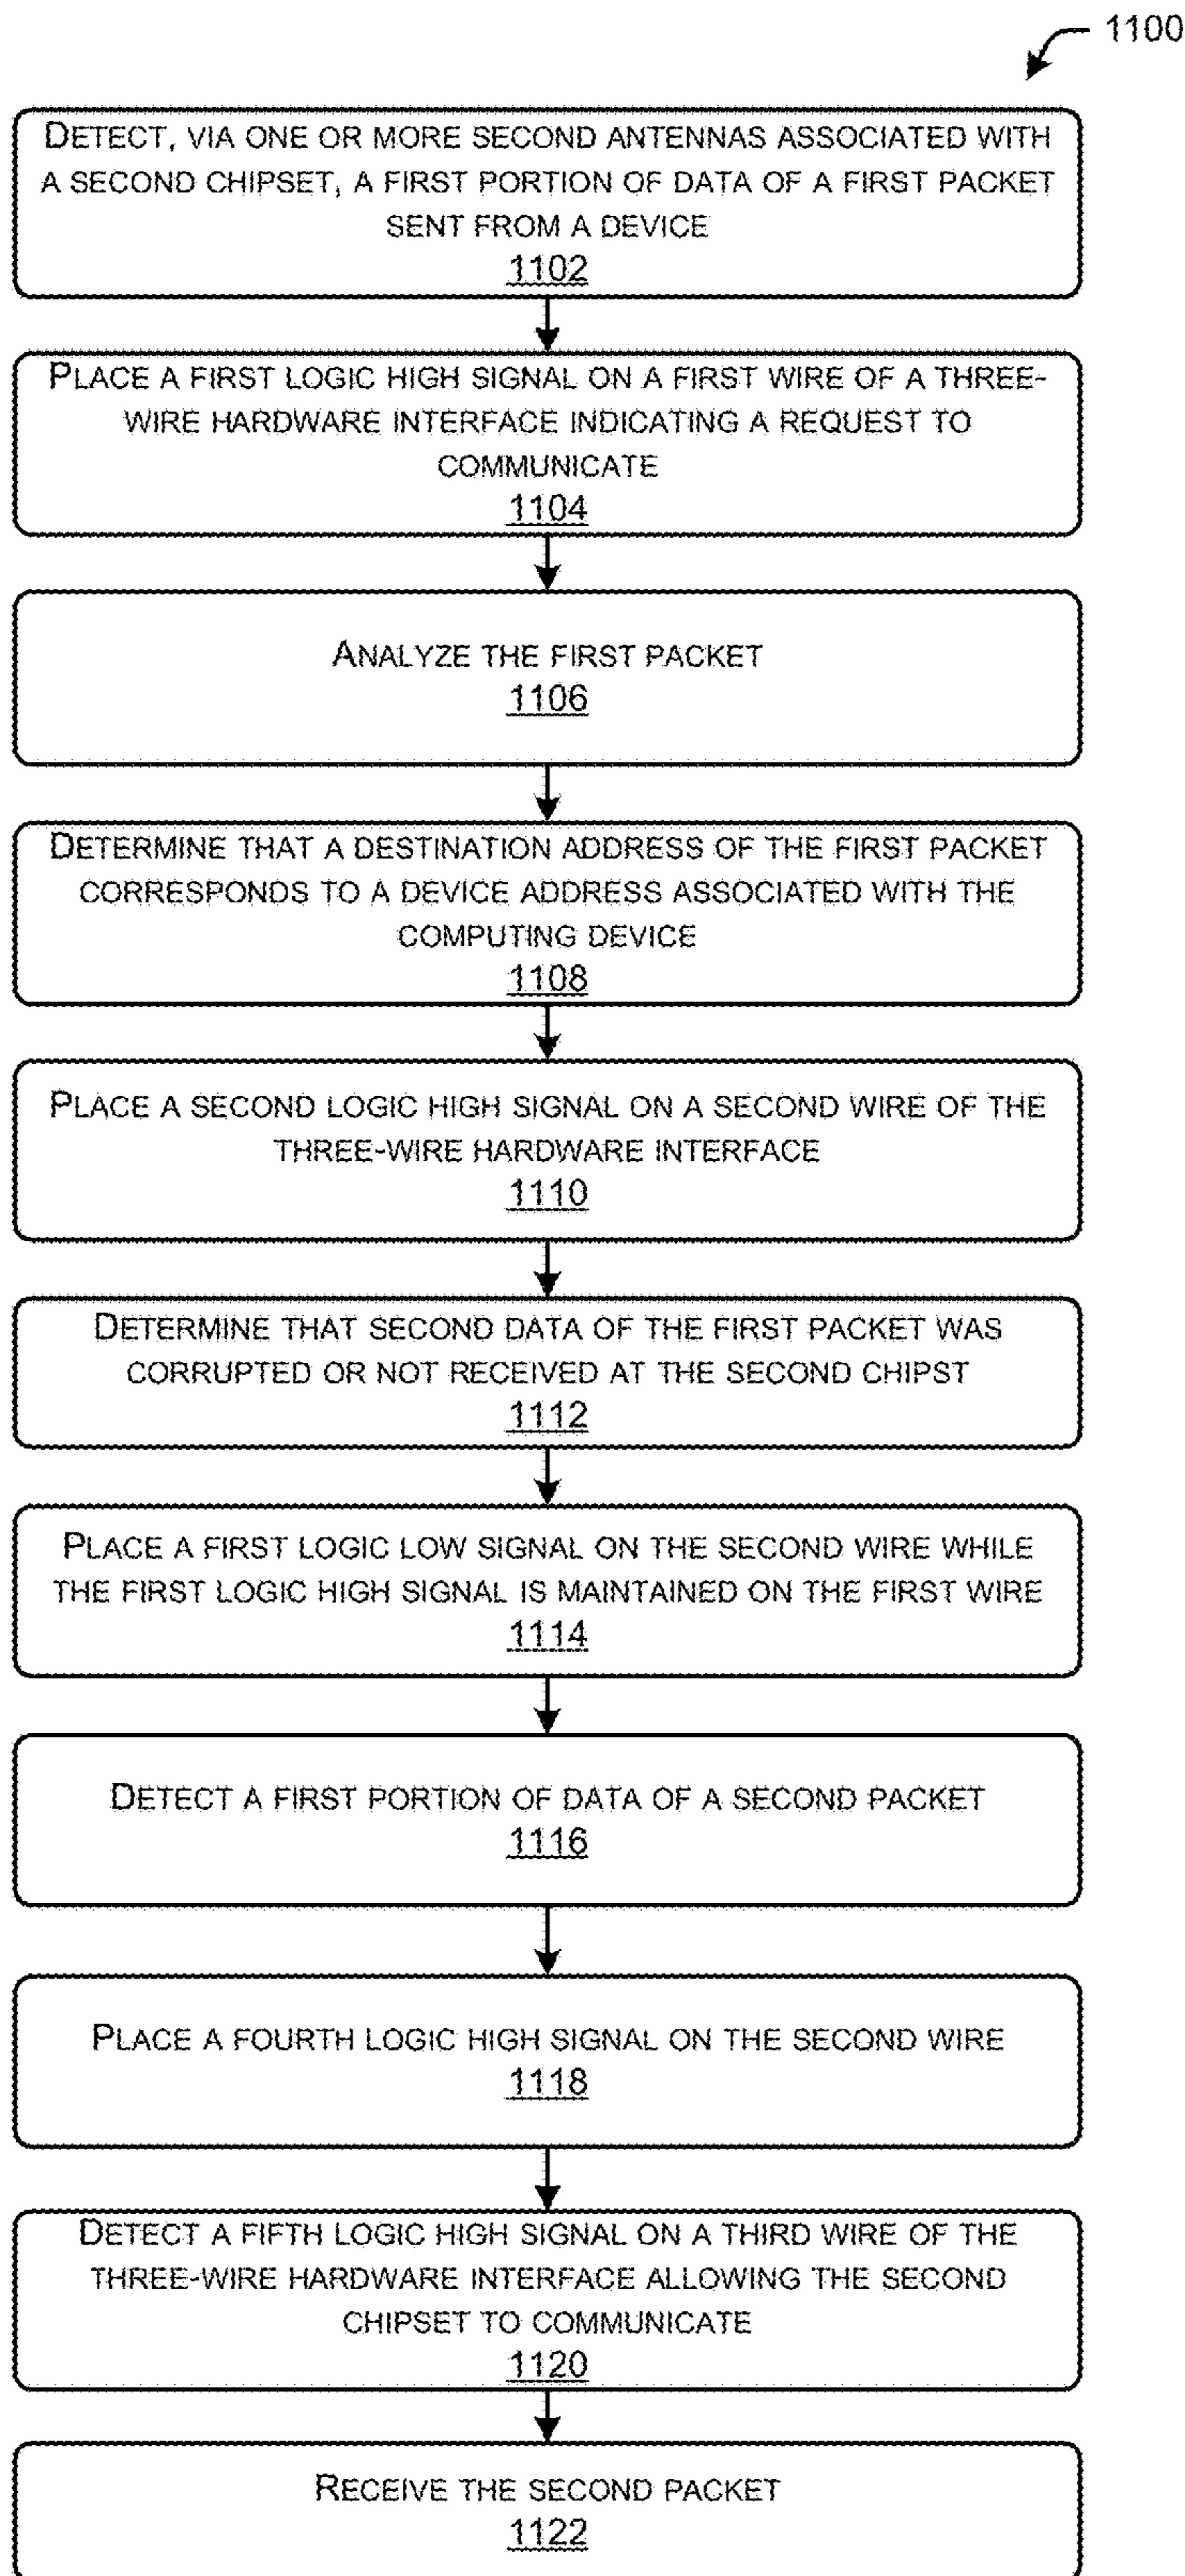 1100
DETECT, VIA ONE OR MORE SECOND ANTENNAS ASSOCIATED WITH
A SECOND CHIPSET, A FIRST PORTION OF DATA OF A FIRST PACKET
SENT FROM A DEVICE
1102
PLACE A FIRST LOGIC HIGH SIGNAL ON A FIRST WIRE OF A THREE-
WIRE HARDWARE INTERFACE INDICATING A REQUEST TO
COMMUNICATE
1104
ANALYZE THE FIRST PACKET
1106
DETERMINE THAT A DESTINATION ADDRESS OF THE FIRST PACKET
CORRESPONDS TO A DEVICE ADDRESS ASSOCIATED WITH THE
COMPUTING DEVICE
1108
PLACE A SECOND LOGIC HIGH SIGNAL ON A SECOND WIRE OF THE
THREE-WIRE HARDWARE INTERFACE
1110
DETERMINE THAT SECOND DATA OF THE FIRST PACKET WAS
CORRUPTED OR NOT RECEIVED AT THE SECOND CHIPST
1112
PLACE A FIRST LOGIC LOW SIGNAL ON THE SECOND WIRE WHILE
THE FIRST LOGIC HIGH SIGNAL IS MAINTAINED ON THE FIRST WIRE
1114
DETECT A FIRST PORTION OF DATA OF A SECOND PACKET
1116
PLACE A FOURTH LOGIC HIGH SIGNAL ON THE SECOND WIRE
1118
DETECT A FIFTH LOGIC HIGH SIGNAL ON A THIRD WIRE OF THE
THREE-WIRE HARDWARE INTERFACE ALLOWING THE SECOND
CHIPSET TO COMMUNICATE
1120
RECEIVE THE SECOND PACKET
1122